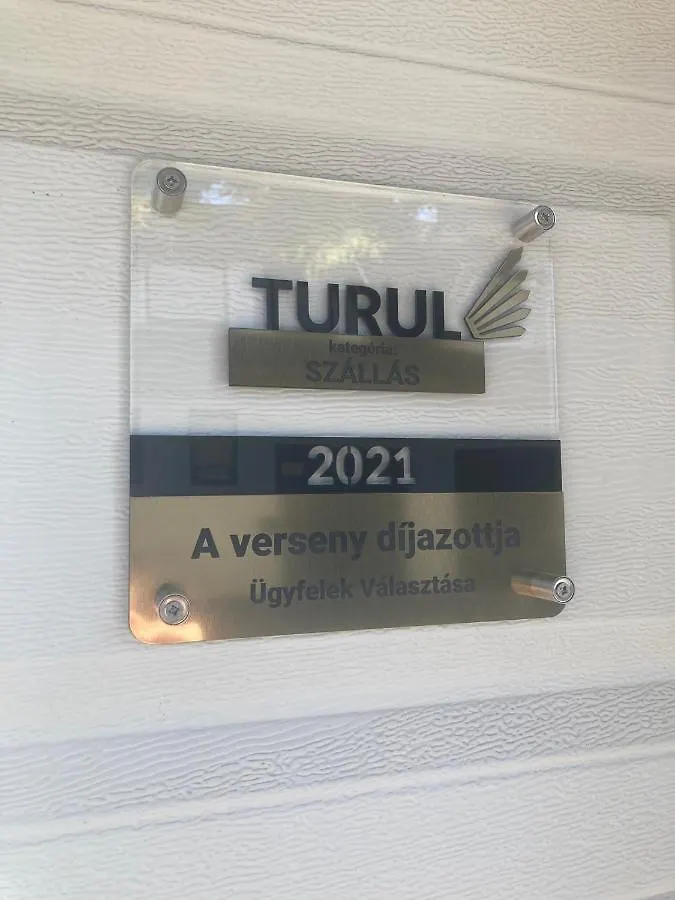 TURUL
kategória:
SZÁLLÁS
2021
A verseny díjazottja
Ügyfelek Választása